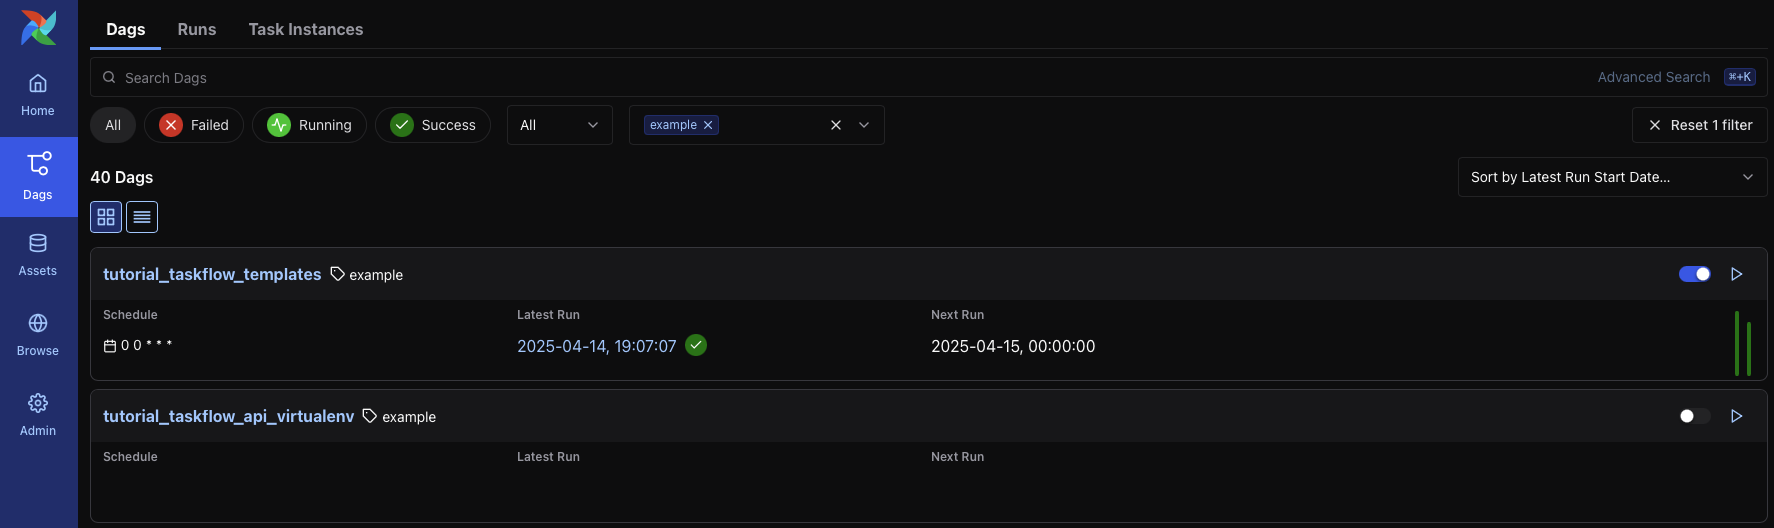 Dags Runs Task Instances
Search Dags Advanced Search ⌘+K
All Failed Running Success All example Reset 1 filter
40 Dags Sort by Latest Run Start Date...
Home
Dags
Assets
Browse
Admin
tutorial_taskflow_templates example
Schedule Latest Run Next Run
0 0 * * * 2025-04-14, 19:07:07 2025-04-15, 00:00:00
tutorial_taskflow_api_virtualenv example
Schedule Latest Run Next Run